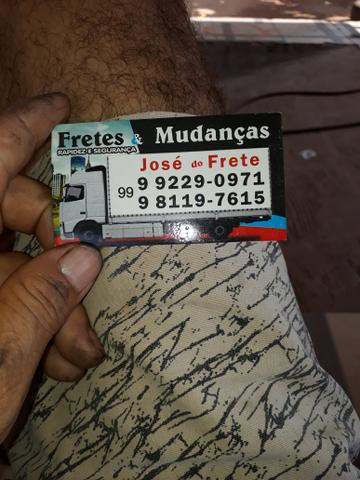 Fretes & Mudanças
RAPIDEZ E SEGURANÇA
José do Frete
99 9 9229-0971
9 8119-7615